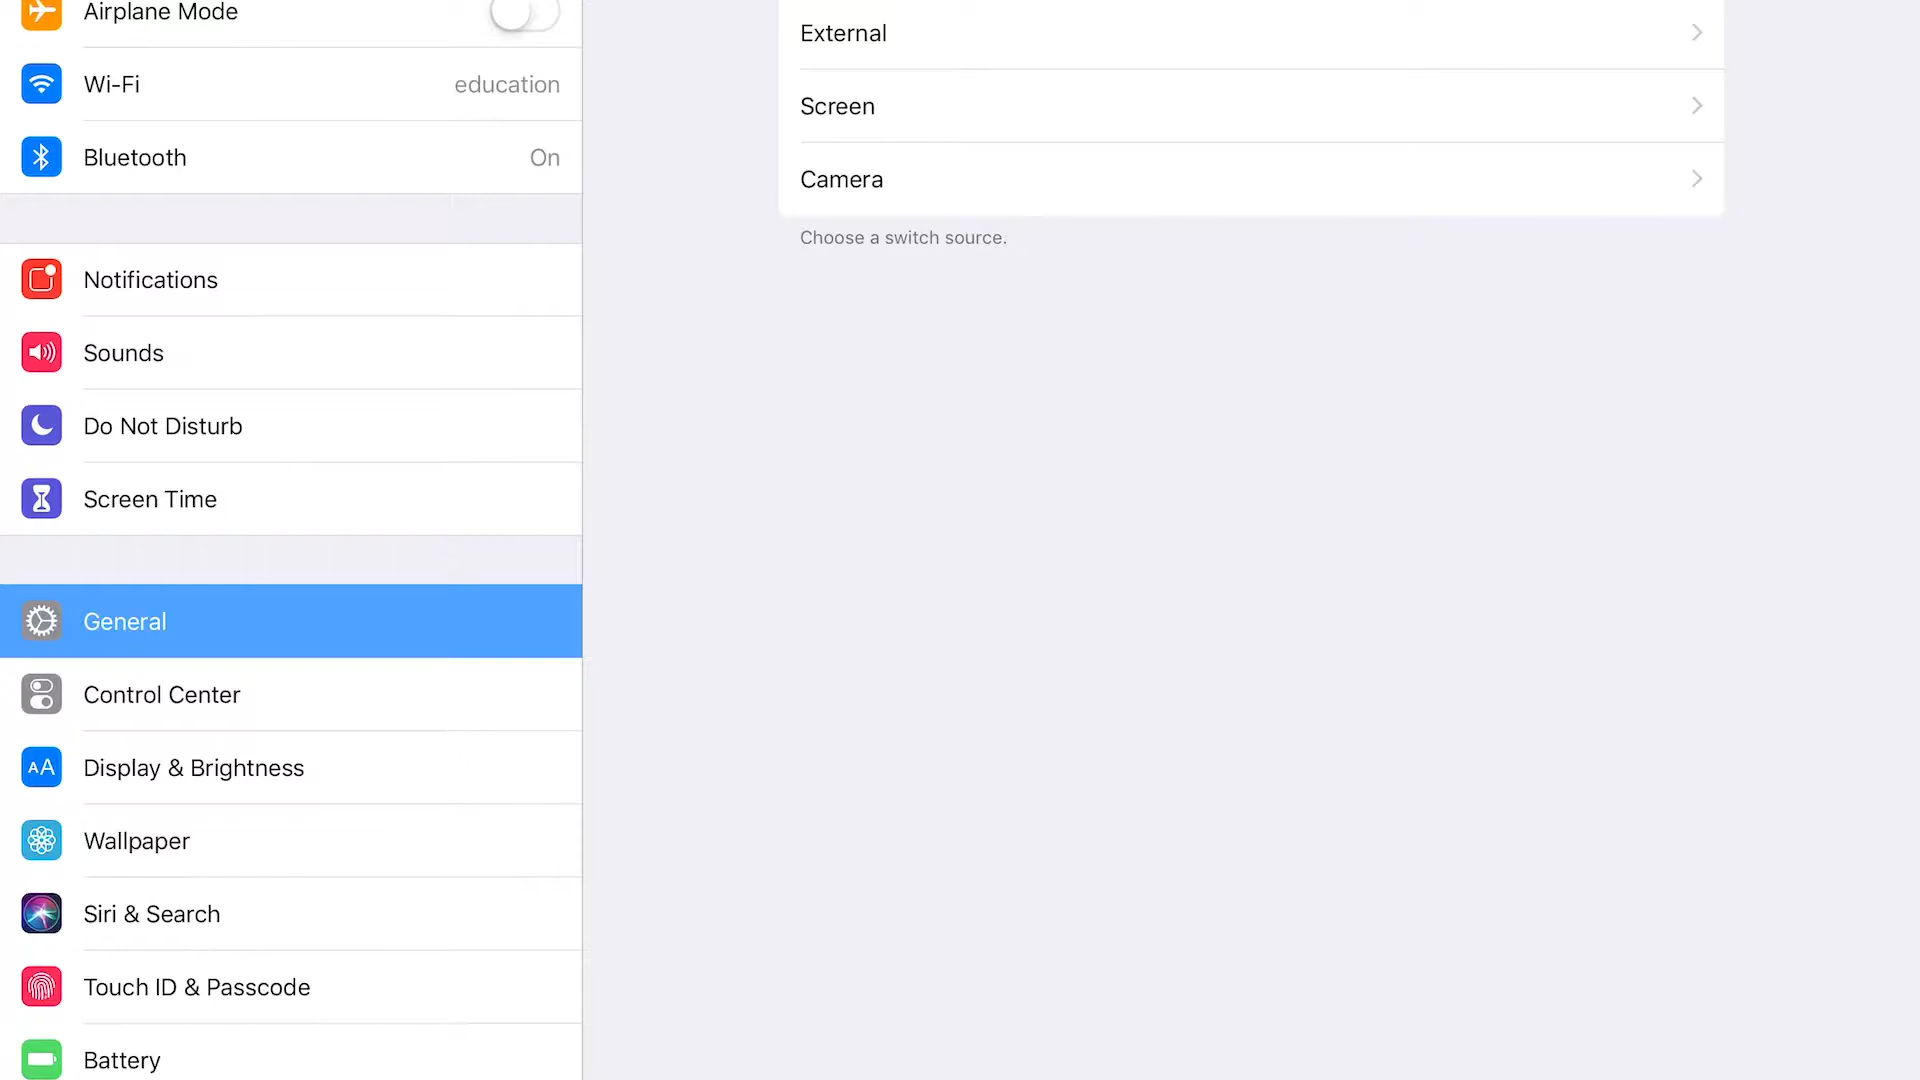 Airplane Mode
Wi-Fi education
Bluetooth On
Notifications
Sounds
Do Not Disturb
Screen Time
General
Control Center
AA Display & Brightness
Wallpaper
Siri & Search
Touch ID & Passcode
Battery
External
Screen
Camera
Choose a switch source.